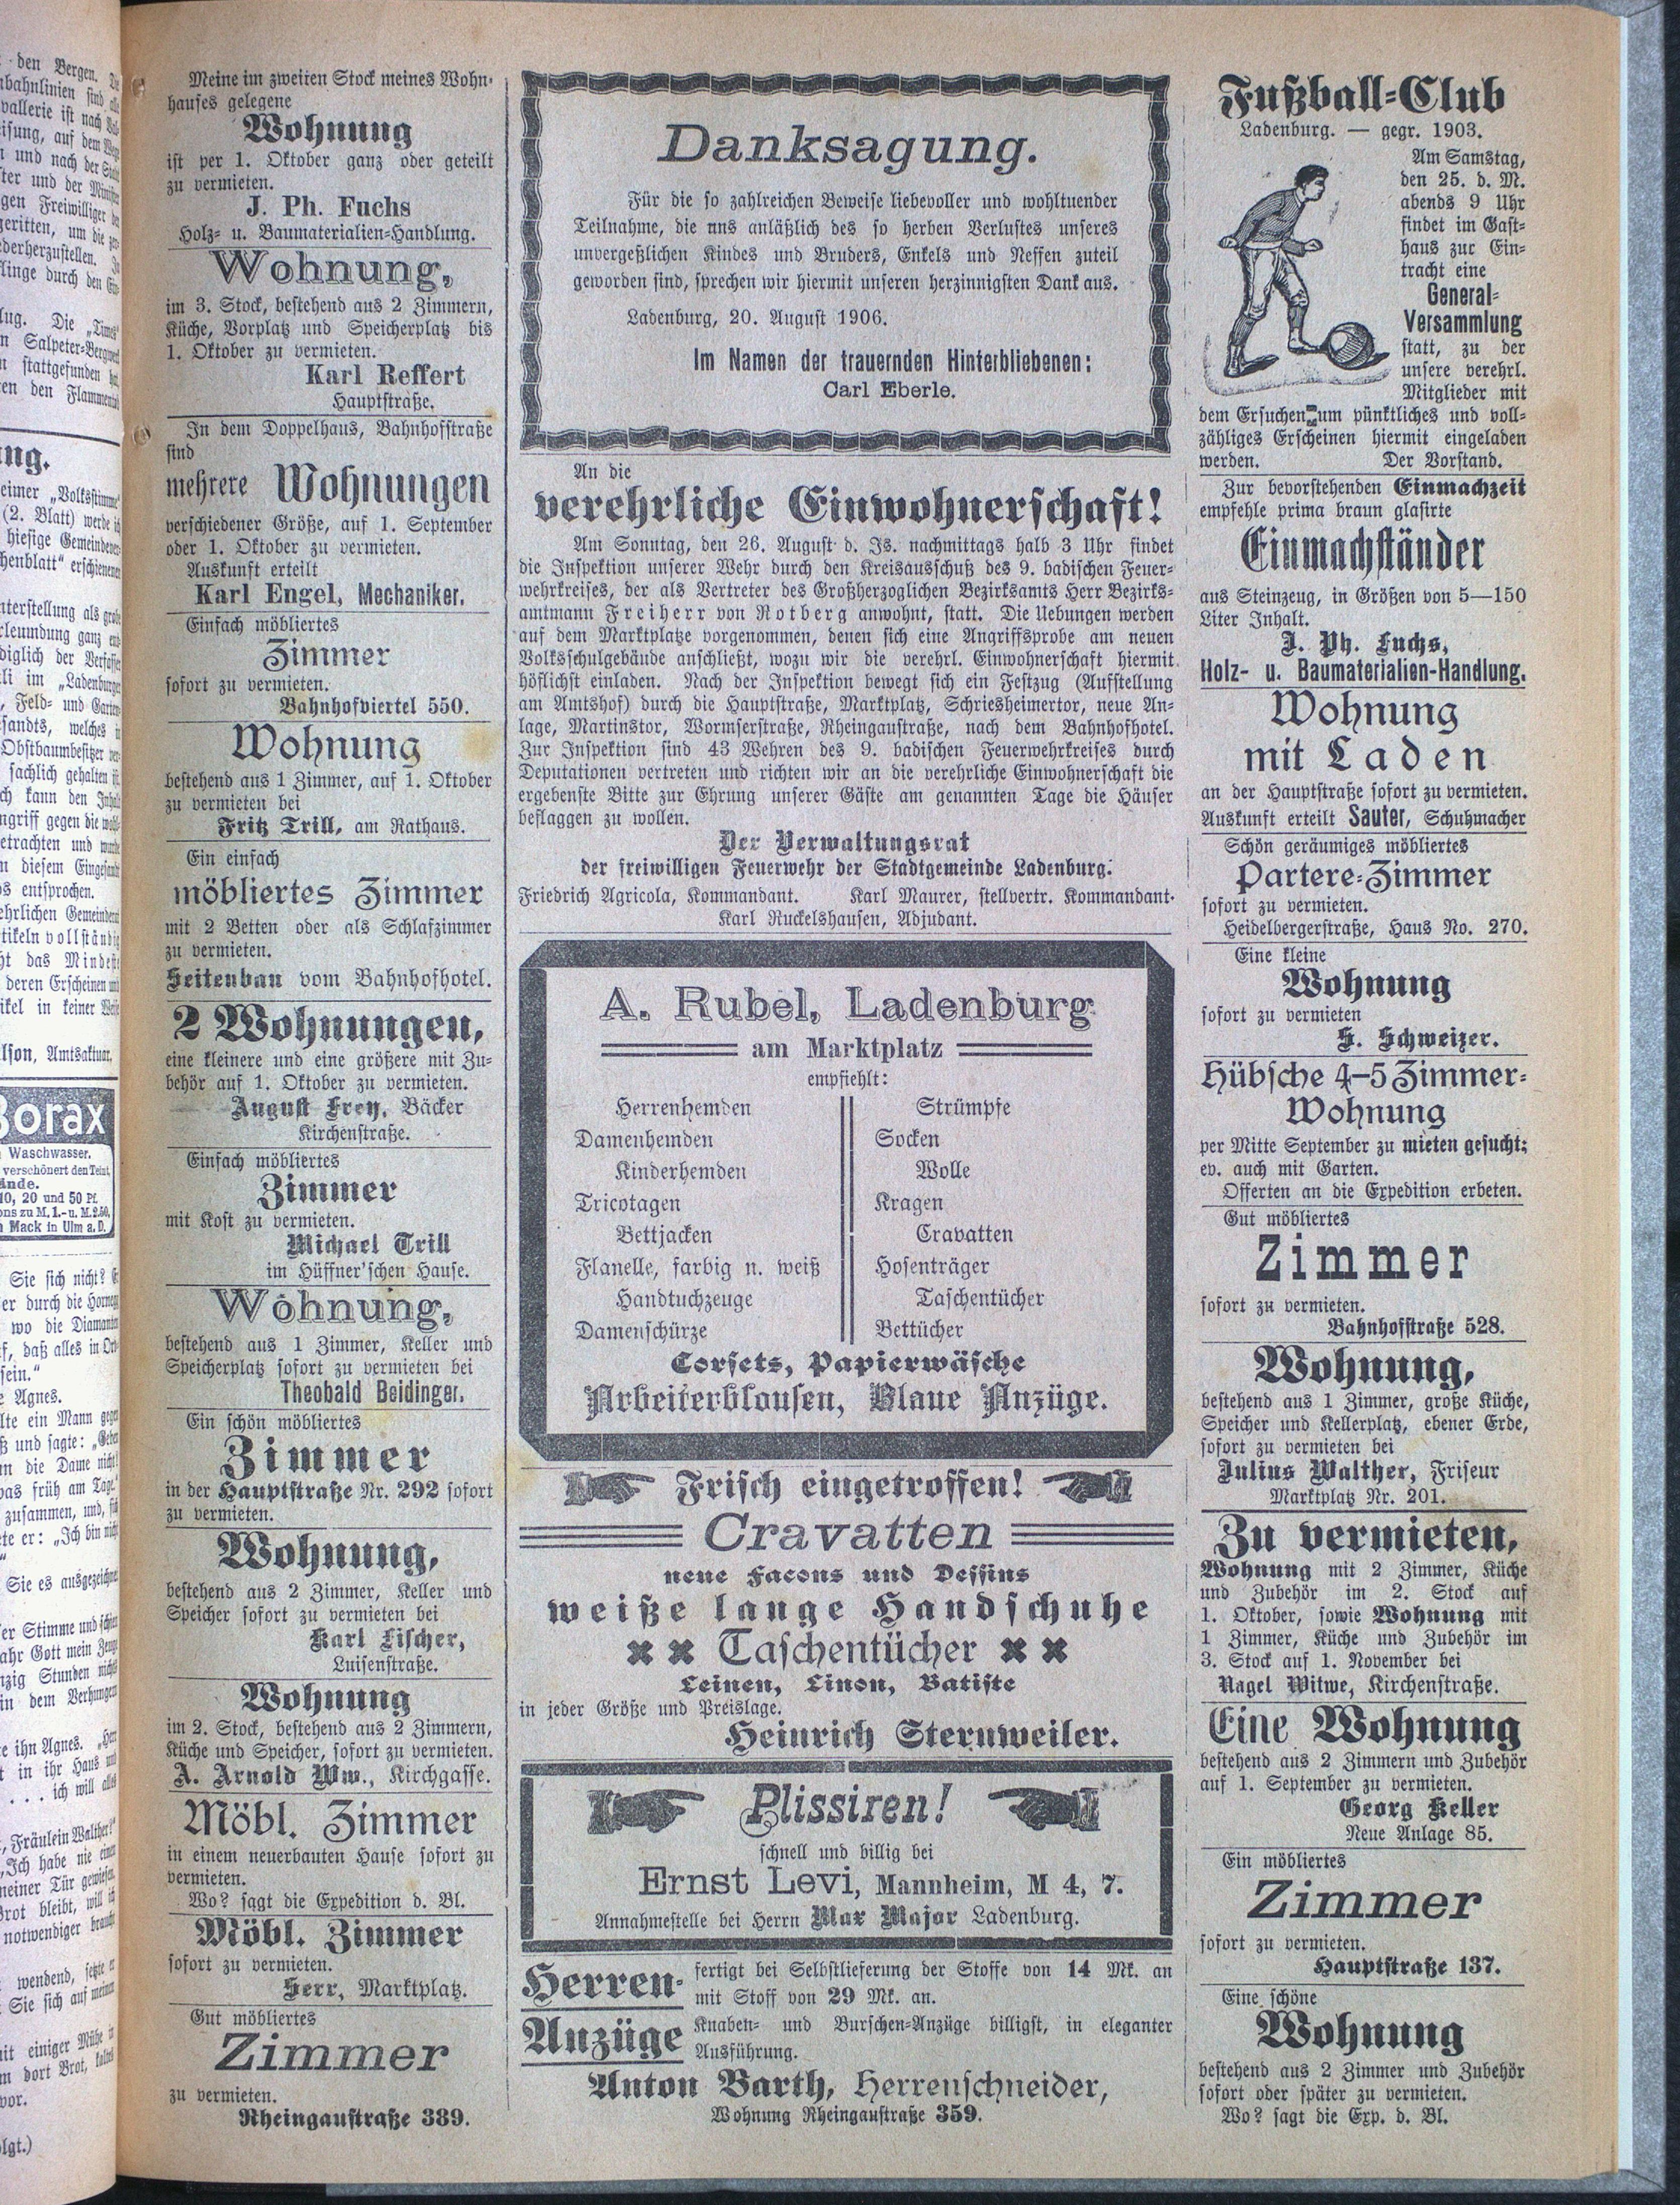 Meine im zweiten Stock meines Wohn-
hauses gelegene
Wohnung
ist per 1. Oktober ganz oder geteilt
zu vermieten.
J. Ph. Fuchs
Holz- u. Baumaterialien-Handlung.
Wohnung,
im 3. Stock, bestehend aus 2 Zimmern,
Küche, Vorplatz und Speicherplatz bis
1. Oktober zu vermieten.
Karl Reffert
Hauptstraße.
In dem Doppelhaus, Bahnhofstraße
sind
mehrere Wohnungen
verschiedener Größe, auf 1. September
oder 1. Oktober zu vermieten.
Auskunft erteilt
Karl Engel, Mechaniker.
Einfach möbliertes
Zimmer
sofort zu vermieten.
Bahnhofviertel 550.
Wohnung
bestehend aus 1 Zimmer, auf 1. Oktober
zu vermieten bei
Fritz Trill, am Rathaus.
Ein einfach
möbliertes Zimmer
mit 2 Betten oder als Schlafzimmer
zu vermieten.
Seitenbau vom Bahnhofhotel.
2 Wohnungen,
eine kleinere und eine größere mit Zu-
behör auf 1. Oktober zu vermieten.
August Frey, Bäcker
Kirchenstraße.
Einfach möbliertes
Zimmer
mit Kost zu vermieten.
Michael Trill
im Hüffner'schen Hause.
Wohnung,
bestehend aus 1 Zimmer, Keller und
Speicherplatz sofort zu vermieten bei
Theobald Beidinger.
Ein schön möbliertes
Zimmer
in der Hauptstraße Nr. 292 sofort
zu vermieten.
Wohnung,
bestehend aus 2 Zimmer, Keller und
Speicher sofort zu vermieten bei
Karl Fischer,
Luisenstraße.
Wohnung
im 2. Stock, bestehend aus 2 Zimmern,
Küche und Speicher, sofort zu vermieten.
A. Arnold Ww., Kirchgasse.
Möbl. Zimmer
in einem neuerbauten Hause sofort zu
vermieten.
Wo? sagt die Expedition d. Bl.
Möbl. Zimmer
sofort zu vermieten.
Herr, Marktplatz.
Gut möbliertes
Zimmer
zu vermieten.
Rheingaustraße 389.
Danksagung.
Für die so zahlreichen Beweise liebevoller und wohltuender
Teilnahme, die uns anläßlich des so herben Verlustes unseres
unvergeßlichen Kindes und Bruders, Enkels und Neffen zuteil
geworden sind, sprechen wir hiermit unseren herzinnigsten Dank aus.
Ladenburg, 20. August 1906.
Im Namen der trauernden Hinterbliebenen:
Carl Eberle.
An die
verehrliche Einwohnerschaft!
Am Sonntag, den 26. August d. Js. nachmittags halb 3 Uhr findet
die Inspektion unserer Wehr durch den Kreisausschuß des 9. badischen Feuer-
wehrkreises, der als Vertreter des Großherzoglichen Bezirksamts Herr Bezirks-
amtmann Freiherr von Rotberg anwohnt, statt. Die Uebungen werden
auf dem Marktplatze vorgenommen, denen sich eine Angriffsprobe am neuen
Volksschulgebäude anschließt, wozu wir die verehrl. Einwohnerschaft hiermit
höflichst einladen. Nach der Inspektion bewegt sich ein Festzug (Aufstellung
am Amtshof) durch die Hauptstraße, Marktplatz, Schriesheimertor, neue An-
lage, Martinstor, Wormserstraße, Rheingaustraße, nach dem Bahnhofhotel.
Zur Inspektion sind 43 Wehren des 9. badischen Feuerwehrkreises durch
Deputationen vertreten und richten wir an die verehrliche Einwohnerschaft die
ergebenste Bitte zur Ehrung unserer Gäste am genannten Tage die Häuser
beflaggen zu wollen.
Der Verwaltungsrat
der freiwilligen Feuerwehr der Stadtgemeinde Ladenburg.
Friedrich Agricola, Kommandant. Karl Maurer, stellvertr. Kommandant.
Karl Ruckelshausen, Adjudant.
A. Rubel, Ladenburg
am Marktplatz
empfiehlt:
Herrenhemden
Damenhemden
Kinderhemden
Tricotagen
Bettjacken
Flanelle, farbig n. weiß
Handtuchzeuge
Damenschürze
Strümpfe
Socken
Wolle
Kragen
Cravatten
Hosenträger
Taschentücher
Bettücher
Corsets, Papierwäsche
Arbeiterblousen, Blaue Anzüge.
Frisch eingetroffen!
Cravatten
neue Facons und Dessins
weiße lange Handschuhe
Taschentücher
Leinen, Linon, Batiste
in jeder Größe und Preislage.
Heinrich Sternweiler.
Plissiren!
schnell und billig bei
Ernst Levi, Mannheim, M 4, 7.
Annahmestelle bei Herrn Max Major Ladenburg.
Herren-
Anzüge
fertigt bei Selbstlieferung der Stoffe von 14 Mk. an
mit Stoff von 29 Mk. an.
Knaben- und Burschen-Anzüge billigst, in eleganter
Ausführung.
Anton Barth, Herrenschneider,
Wohnung Rheingaustraße 359.
Fußball-Club
Ladenburg. — gegr. 1903.
Am Samstag,
den 25. d. M.
abends 9 Uhr
findet im Gast-
haus zur Ein-
tracht eine
General-
Versammlung
statt, zu der
unsere verehrl.
Mitglieder mit
dem Ersuchen um pünktliches und voll-
zähliges Erscheinen hiermit eingeladen
werden. Der Vorstand.
Zur bevorstehenden Einmachzeit
empfehle prima braun glasirte
Einmachständer
aus Steinzeug, in Größen von 5—150
Liter Inhalt.
J. Ph. Fuchs,
Holz- u. Baumaterialien-Handlung.
Wohnung
mit Laden
an der Hauptstraße sofort zu vermieten.
Auskunft erteilt Sauter, Schuhmacher
Schön geräumiges möbliertes
Partere-Zimmer
sofort zu vermieten.
Heidelbergerstraße, Haus No. 270.
Eine kleine
Wohnung
sofort zu vermieten
S. Schweizer.
Hübsche 4–5 Zimmer-
Wohnung
per Mitte September zu mieten gesucht;
ev. auch mit Garten.
Offerten an die Expedition erbeten.
Gut möbliertes
Zimmer
sofort zu vermieten.
Bahnhofstraße 528.
Wohnung,
bestehend aus 1 Zimmer, große Küche,
Speicher und Kellerplatz, ebener Erde,
sofort zu vermieten bei
Julius Walther, Friseur
Marktplatz Nr. 201.
Zu vermieten,
Wohnung mit 2 Zimmer, Küche
und Zubehör im 2. Stock auf
1. Oktober, sowie Wohnung mit
1 Zimmer, Küche und Zubehör im
3. Stock auf 1. November bei
Nagel Witwe, Kirchenstraße.
Eine Wohnung
bestehend aus 2 Zimmern und Zubehör
auf 1. September zu vermieten.
Georg Keller
Neue Anlage 85.
Ein möbliertes
Zimmer
sofort zu vermieten.
Hauptstraße 137.
Eine schöne
Wohnung
bestehend aus 2 Zimmer und Zubehör
sofort oder später zu vermieten.
Wo? sagt die Exp. d. Bl.